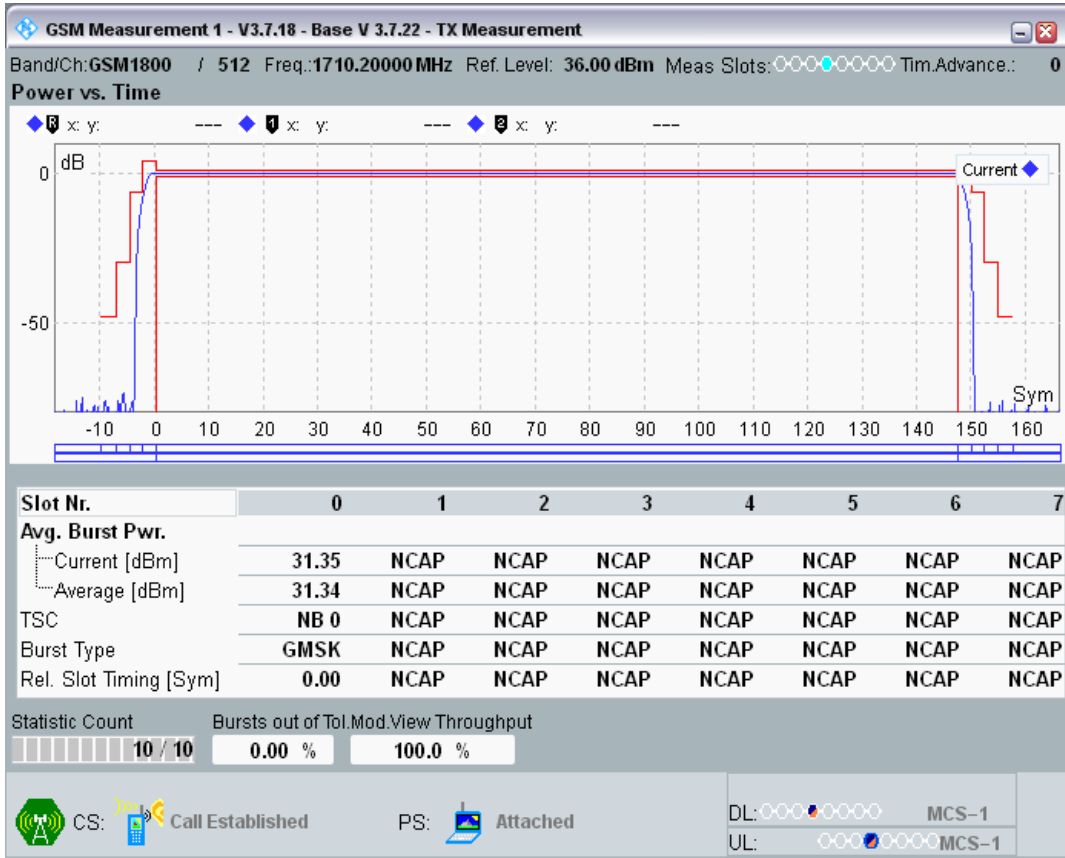 GSM Measurement 1 - V3.7.18 - Base V 3.7.22 - TX Measurement
Band/Ch:GSM1800 / 512 Freq.:1710.20000 MHz Ref. Level: 36.00 dBm Meas Slots: Tim.Advance.: 0
Power vs. Time
R x: y: --- 1 x: y: --- 2 x: y: ---
dB
Current
0
-50
Sym
-10 0 10 20 30 40 50 60 70 80 90 100 110 120 130 140 150 160
Slot Nr. 0 1 2 3 4 5 6 7
Avg. Burst Pwr.
Current [dBm] 31.35 NCAP NCAP NCAP NCAP NCAP NCAP NCAP
Average [dBm] 31.34 NCAP NCAP NCAP NCAP NCAP NCAP NCAP
TSC NB 0 NCAP NCAP NCAP NCAP NCAP NCAP NCAP
Burst Type GMSK NCAP NCAP NCAP NCAP NCAP NCAP NCAP
Rel. Slot Timing [Sym] 0.00 NCAP NCAP NCAP NCAP NCAP NCAP NCAP
Statistic Count Bursts out of Tol.Mod.View Throughput
10 / 10 0.00 % 100.0 %
CS: Call Established PS: Attached
DL: MCS-1
UL: MCS-1